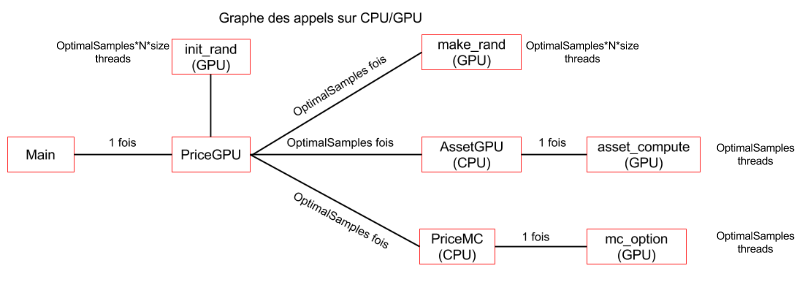 Graphe des appels sur CPU/GPU
OptimalSamples*N*size
threads
init_rand
(GPU)
make_rand
(GPU)
OptimalSamples*N*size
threads
OptimalSamples fois
Main
1 fois
PriceGPU
OptimalSamples fois
AssetGPU
(CPU)
1 fois
asset_compute
(GPU)
OptimalSamples
threads
OptimalSamples fois
PriceMC
(CPU)
1 fois
mc_option
(GPU)
OptimalSamples
threads